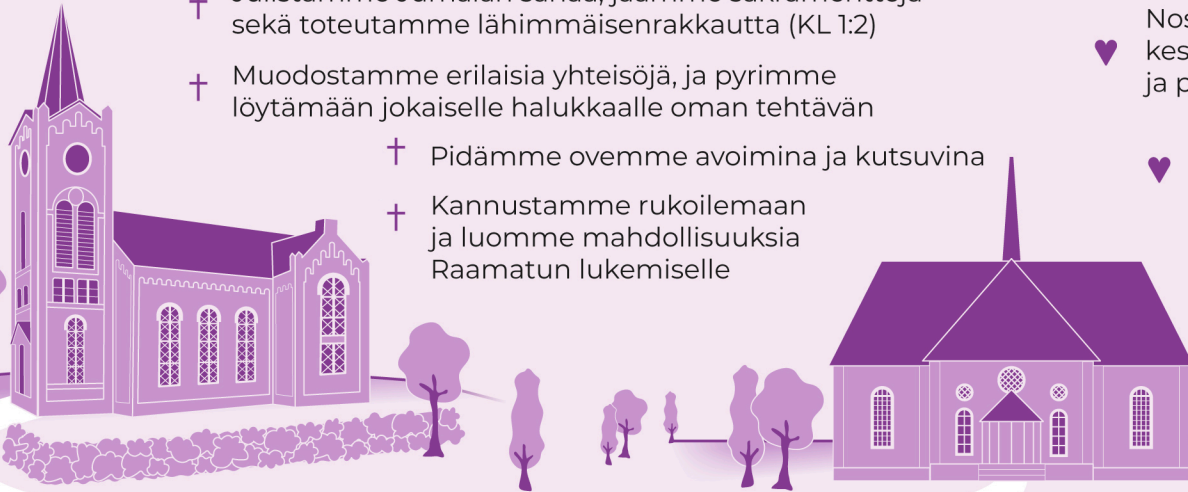 sekä toteutamme lähimmäisenrakkautta (KL 1:2)
Muodostamme erilaisia yhteisöjä, ja pyrimme
löytämään jokaiselle halukkaalle oman tehtävän
Pidämme ovemme avoimina ja kutsuvina
Kannustamme rukoilemaan
ja luomme mahdollisuuksia
Raamatun lukemiselle